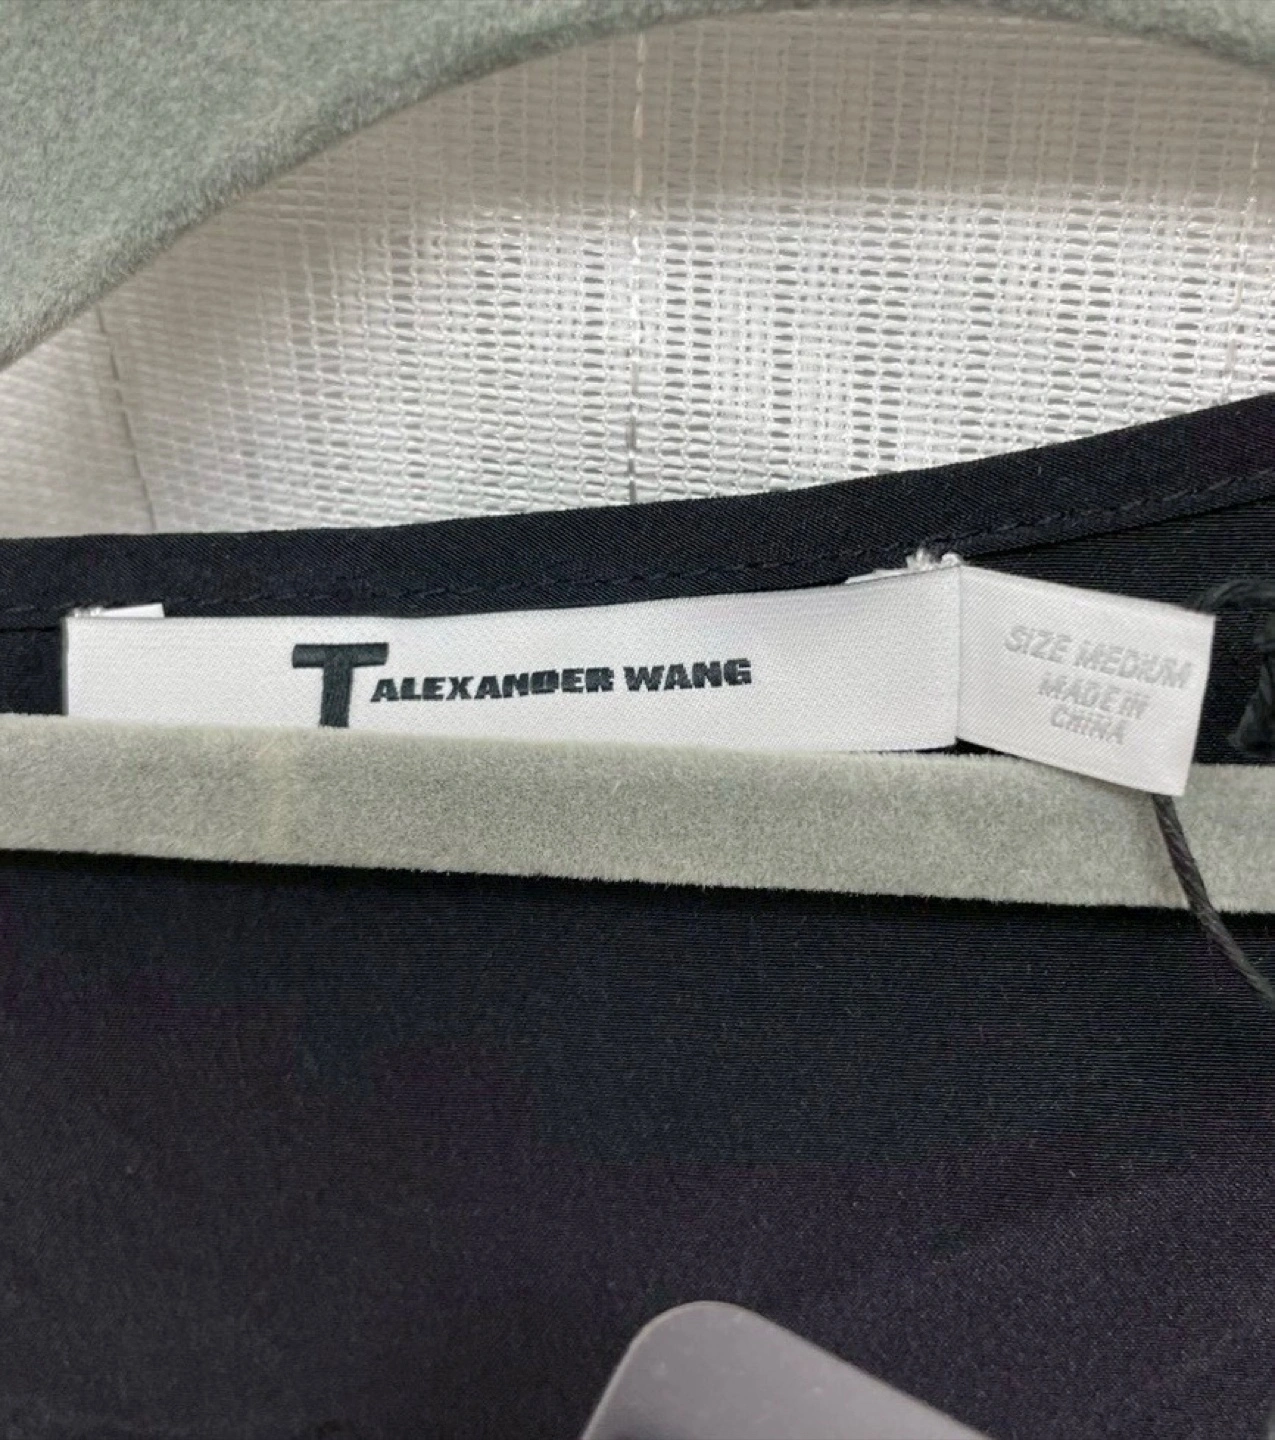 T ALEXANDER WANG
SIZE MEDIUM
MADE IN
CHINA